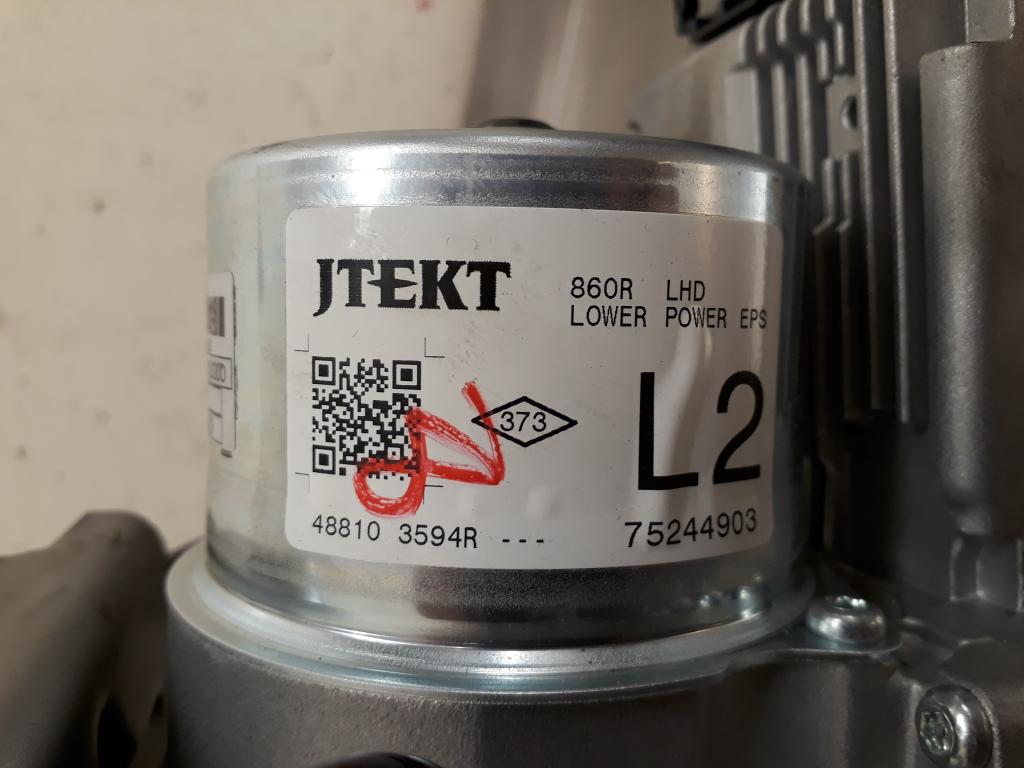 JTEKT
860R LHD
LOWER POWER EPS
373
L2
48810 3594R ---
75244903